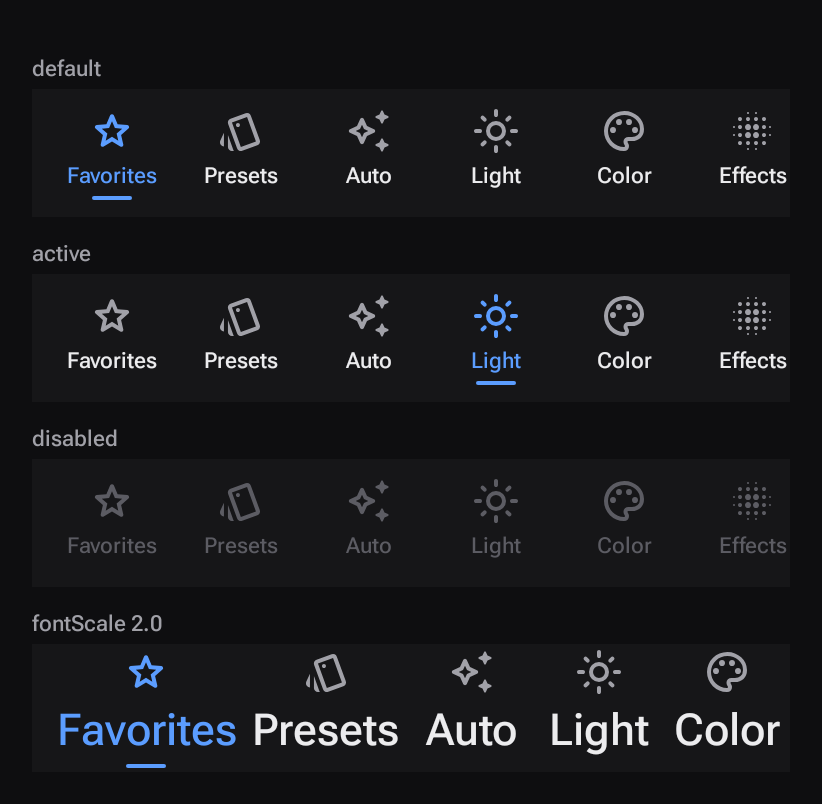 default
Favorites Presets Auto Light Color Effects
active
Favorites Presets Auto Light Color Effects
disabled
Favorites Presets Auto Light Color Effects
fontScale 2.0
Favorites Presets Auto Light Color